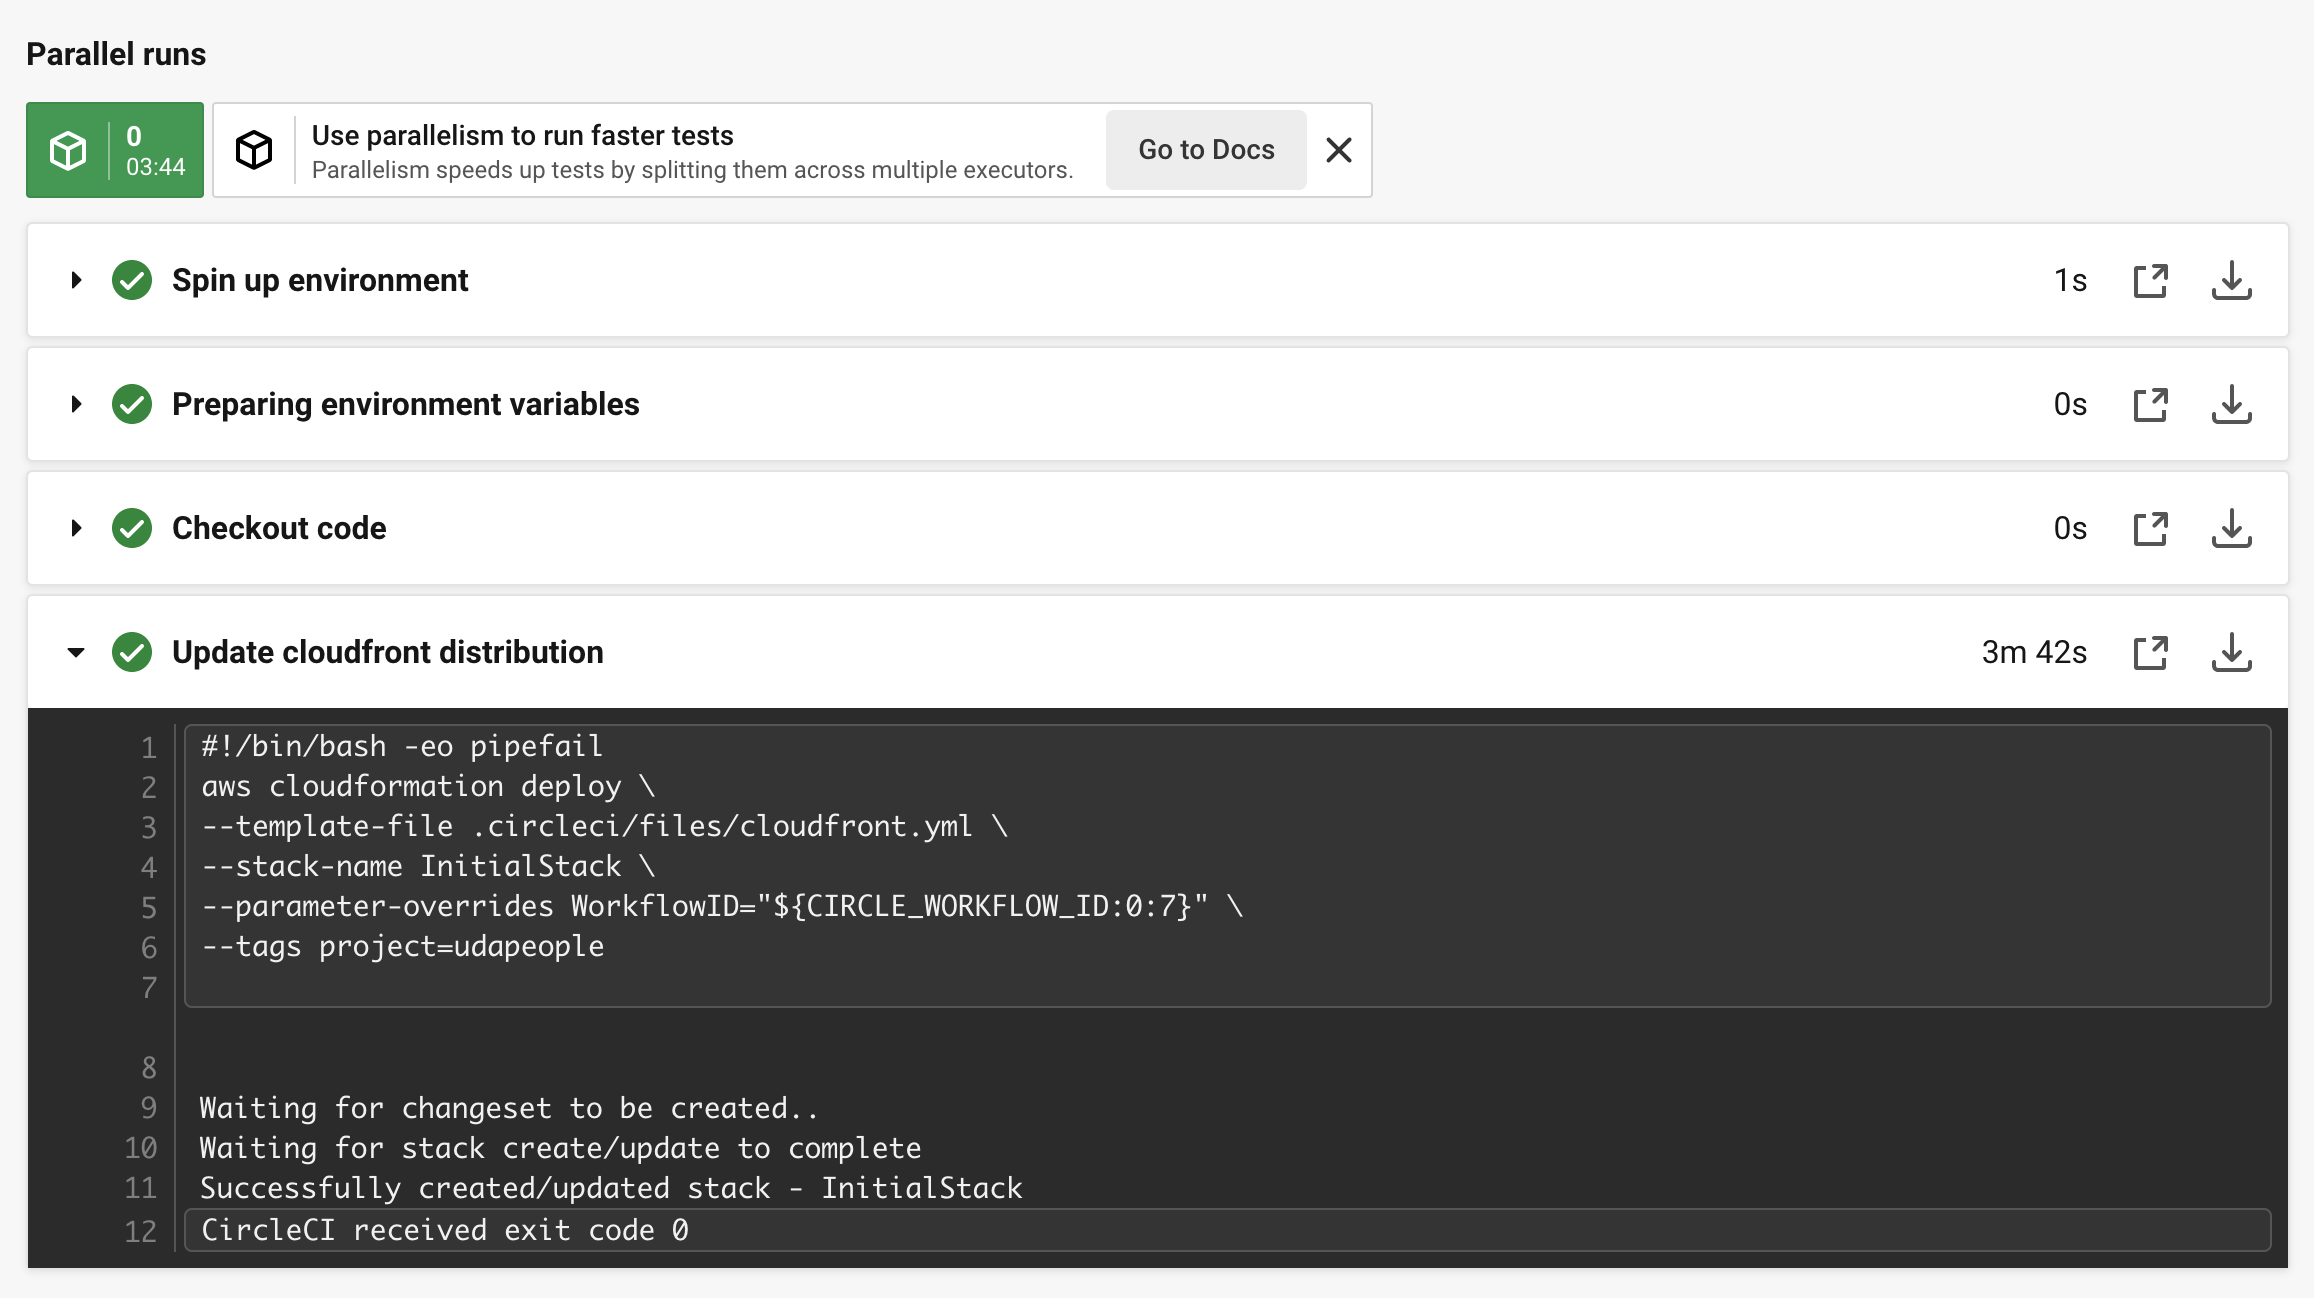 Parallel runs
0
03:44
Use parallelism to run faster tests
Parallelism speeds up tests by splitting them across multiple executors.
Go to Docs
Spin up environment 1s
Preparing environment variables 0s
Checkout code 0s
Update cloudfront distribution 3m 42s
1 #!/bin/bash -eo pipefail
2 aws cloudformation deploy \
3 --template-file .circleci/files/cloudfront.yml \
4 --stack-name InitialStack \
5 --parameter-overrides WorkflowID="${CIRCLE_WORKFLOW_ID:0:7}" \
6 --tags project=udapeople
7
8
9 Waiting for changeset to be created..
10 Waiting for stack create/update to complete
11 Successfully created/updated stack - InitialStack
12 CircleCI received exit code 0